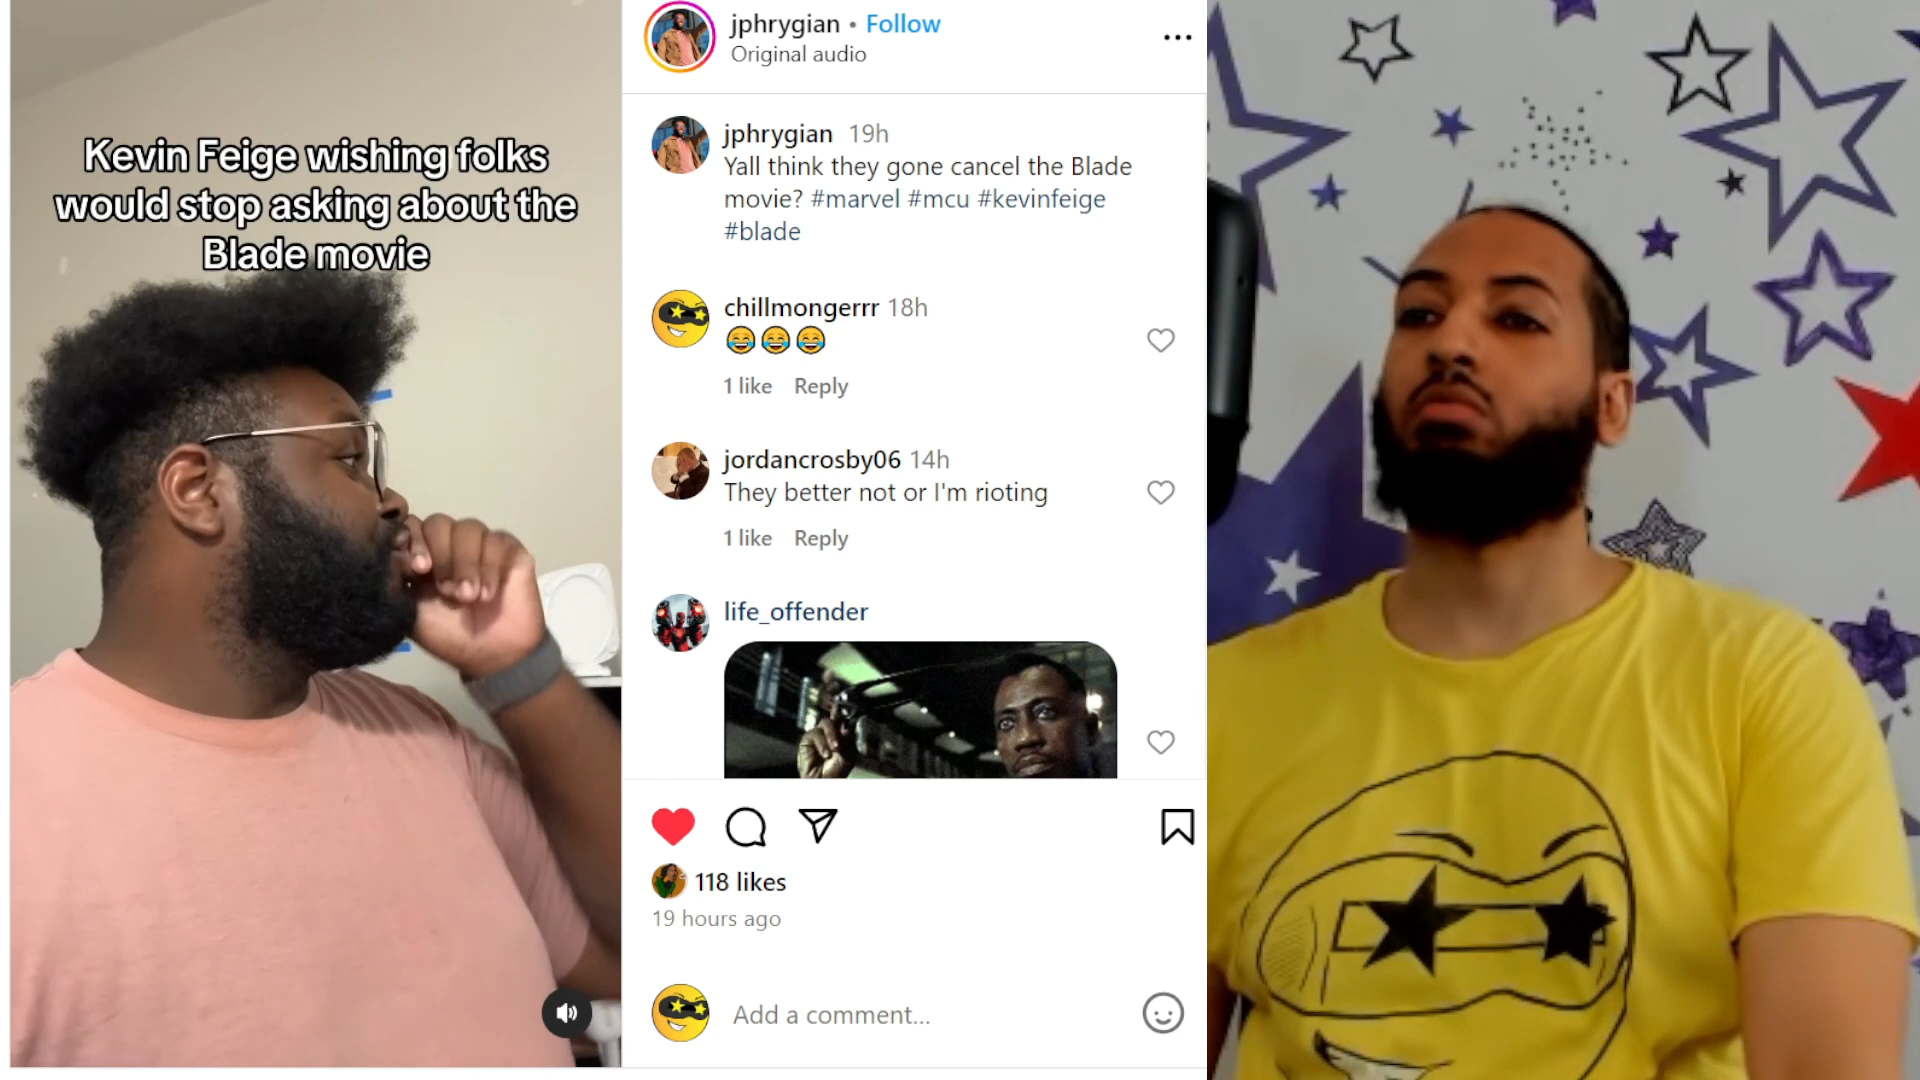 Kevin Feige wishing folks
would stop asking about the
Blade movie
jphrygian • Follow
Original audio
jphrygian 19h
Yall think they gone cancel the Blade
movie? #marvel #mcu #kevinfeige
#blade
chillmongerrr 18h
😂😂😂
1 like Reply
jordancrosby06 14h
They better not or I'm rioting
1 like Reply
life_offender
118 likes
19 hours ago
Add a comment...